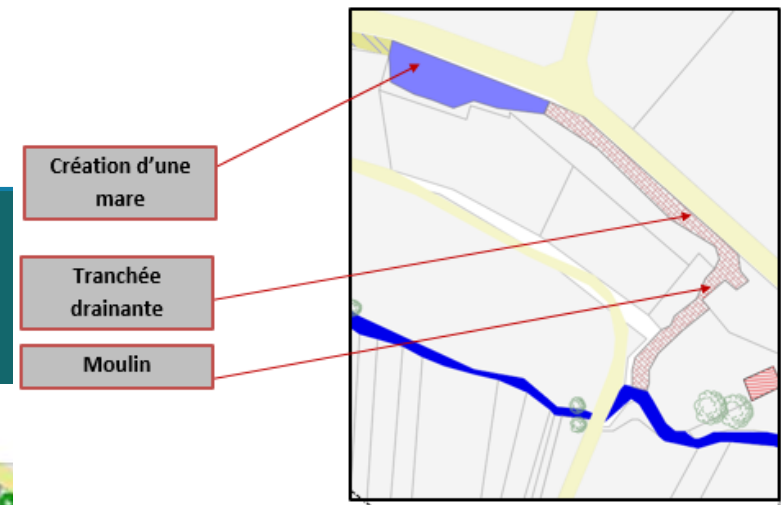 Création d’une
mare
Tranchée
drainante
Moulin